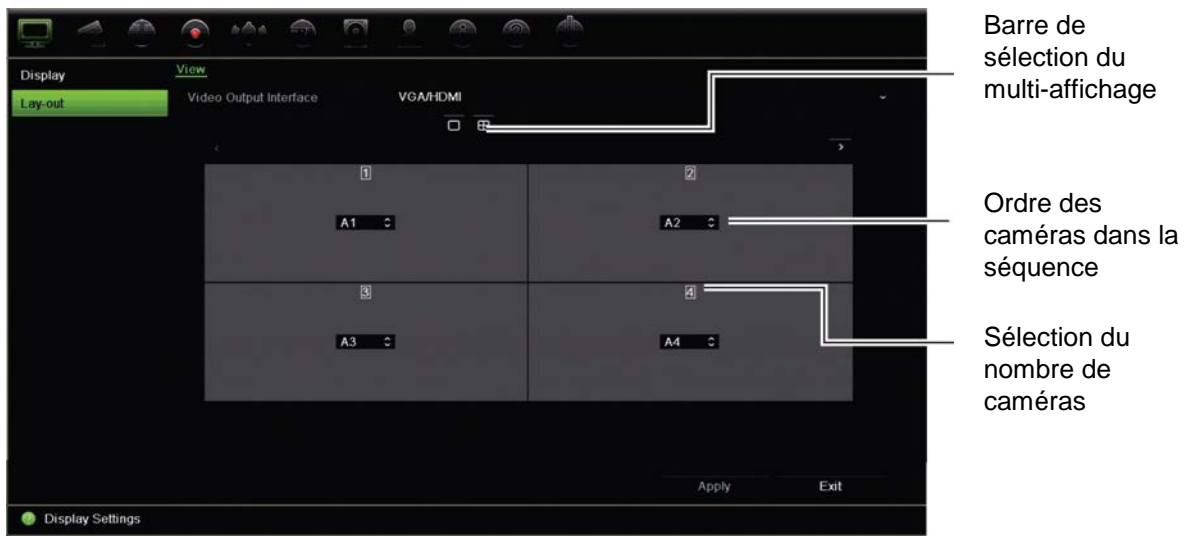 Display
Lay-out
View
Video Output Interface
VGA/HDMI
1
2
A1
A2
3
4
A3
A4
Apply
Exit
Display Settings
Barre de
sélection du
multi-affichage
Ordre des
caméras dans la
séquence
Sélection du
nombre de
caméras